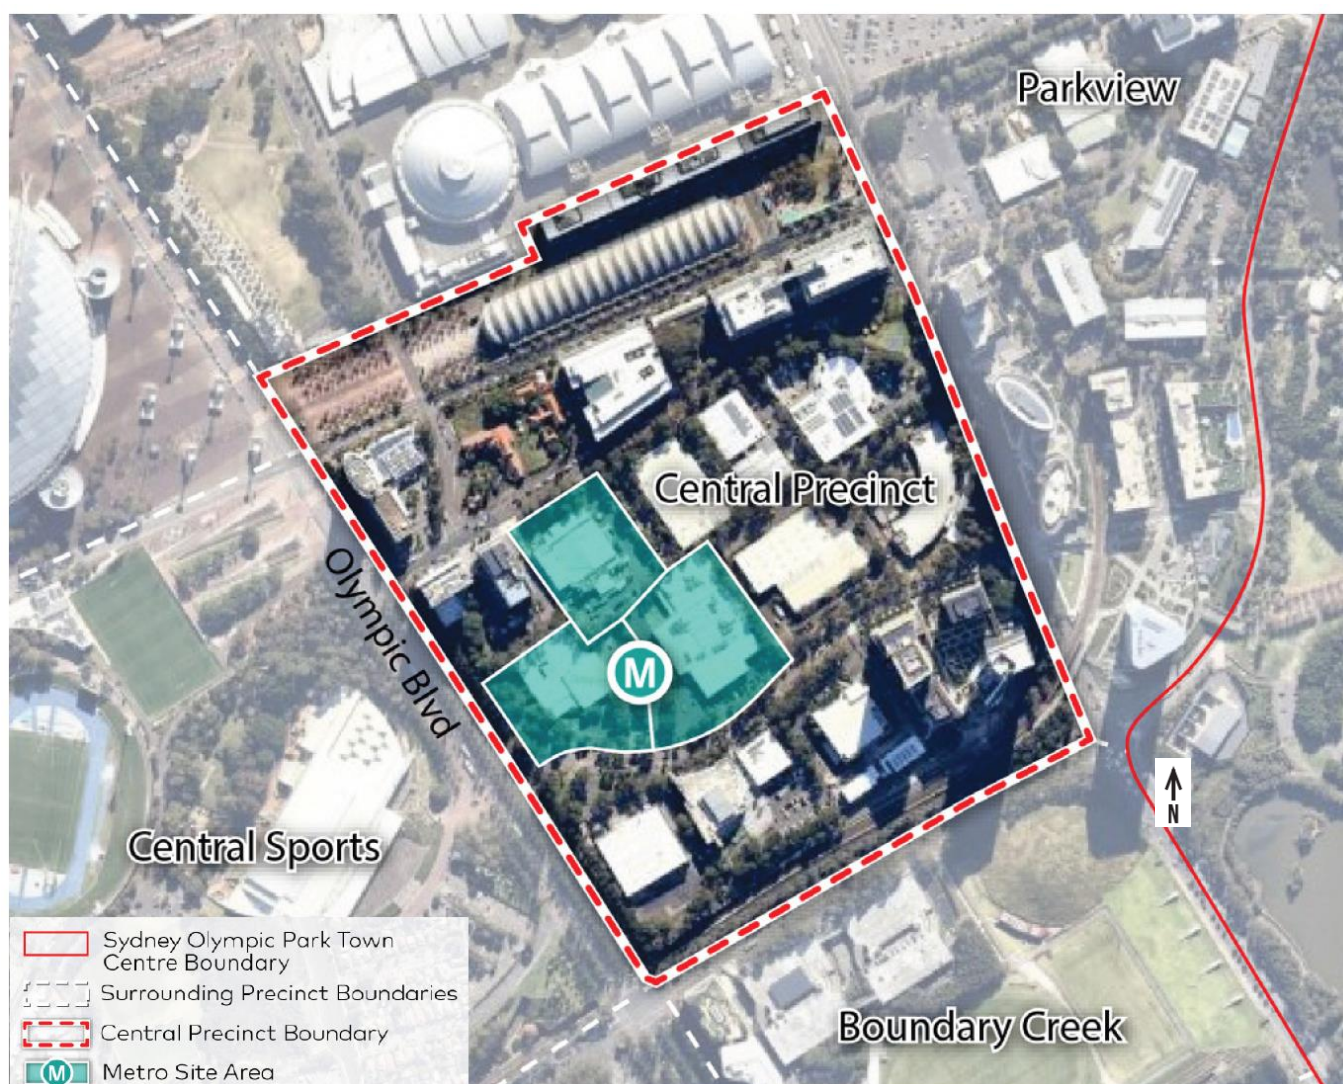 Parkview
Central Precinct
Olympic Blvd
M
N
Central Sports
Boundary Creek
Sydney Olympic Park Town
Centre Boundary
Surrounding Precinct Boundaries
Central Precinct Boundary
M Metro Site Area